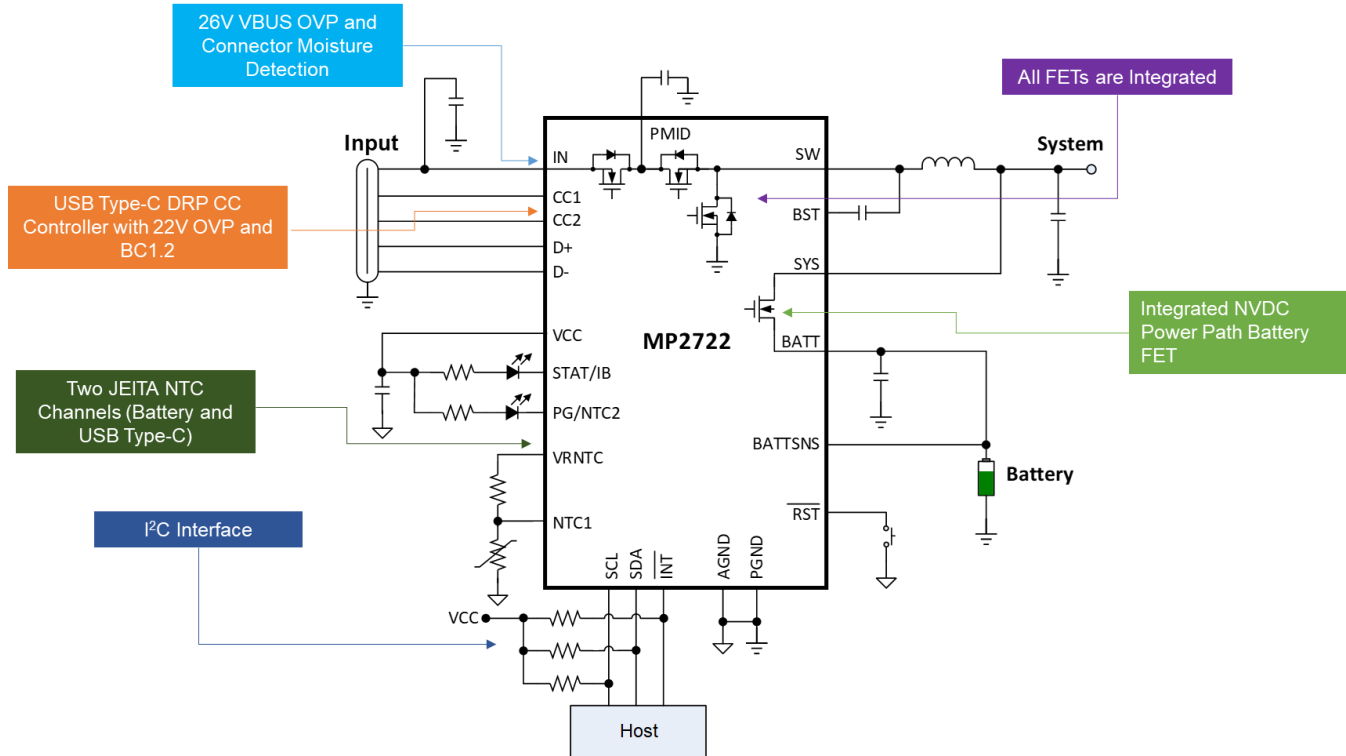 26V VBUS OVP and
Connector Moisture
Detection
All FETs are Integrated
Input
PMID
IN
SW
System
CC1
CC2
BST
USB Type-C DRP CC
Controller with 22V OVP and
BC1.2
D+
D-
SYS
Integrated NVDC
Power Path Battery
FET
VCC
MP2722
BATT
STAT/IB
PG/NTC2
Two JEITA NTC
Channels (Battery and
USB Type-C)
BATTSNS
VRNTC
Battery
RST
NTC1
I²C Interface
SCL
SDA
INT
AGND
PGND
VCC
Host